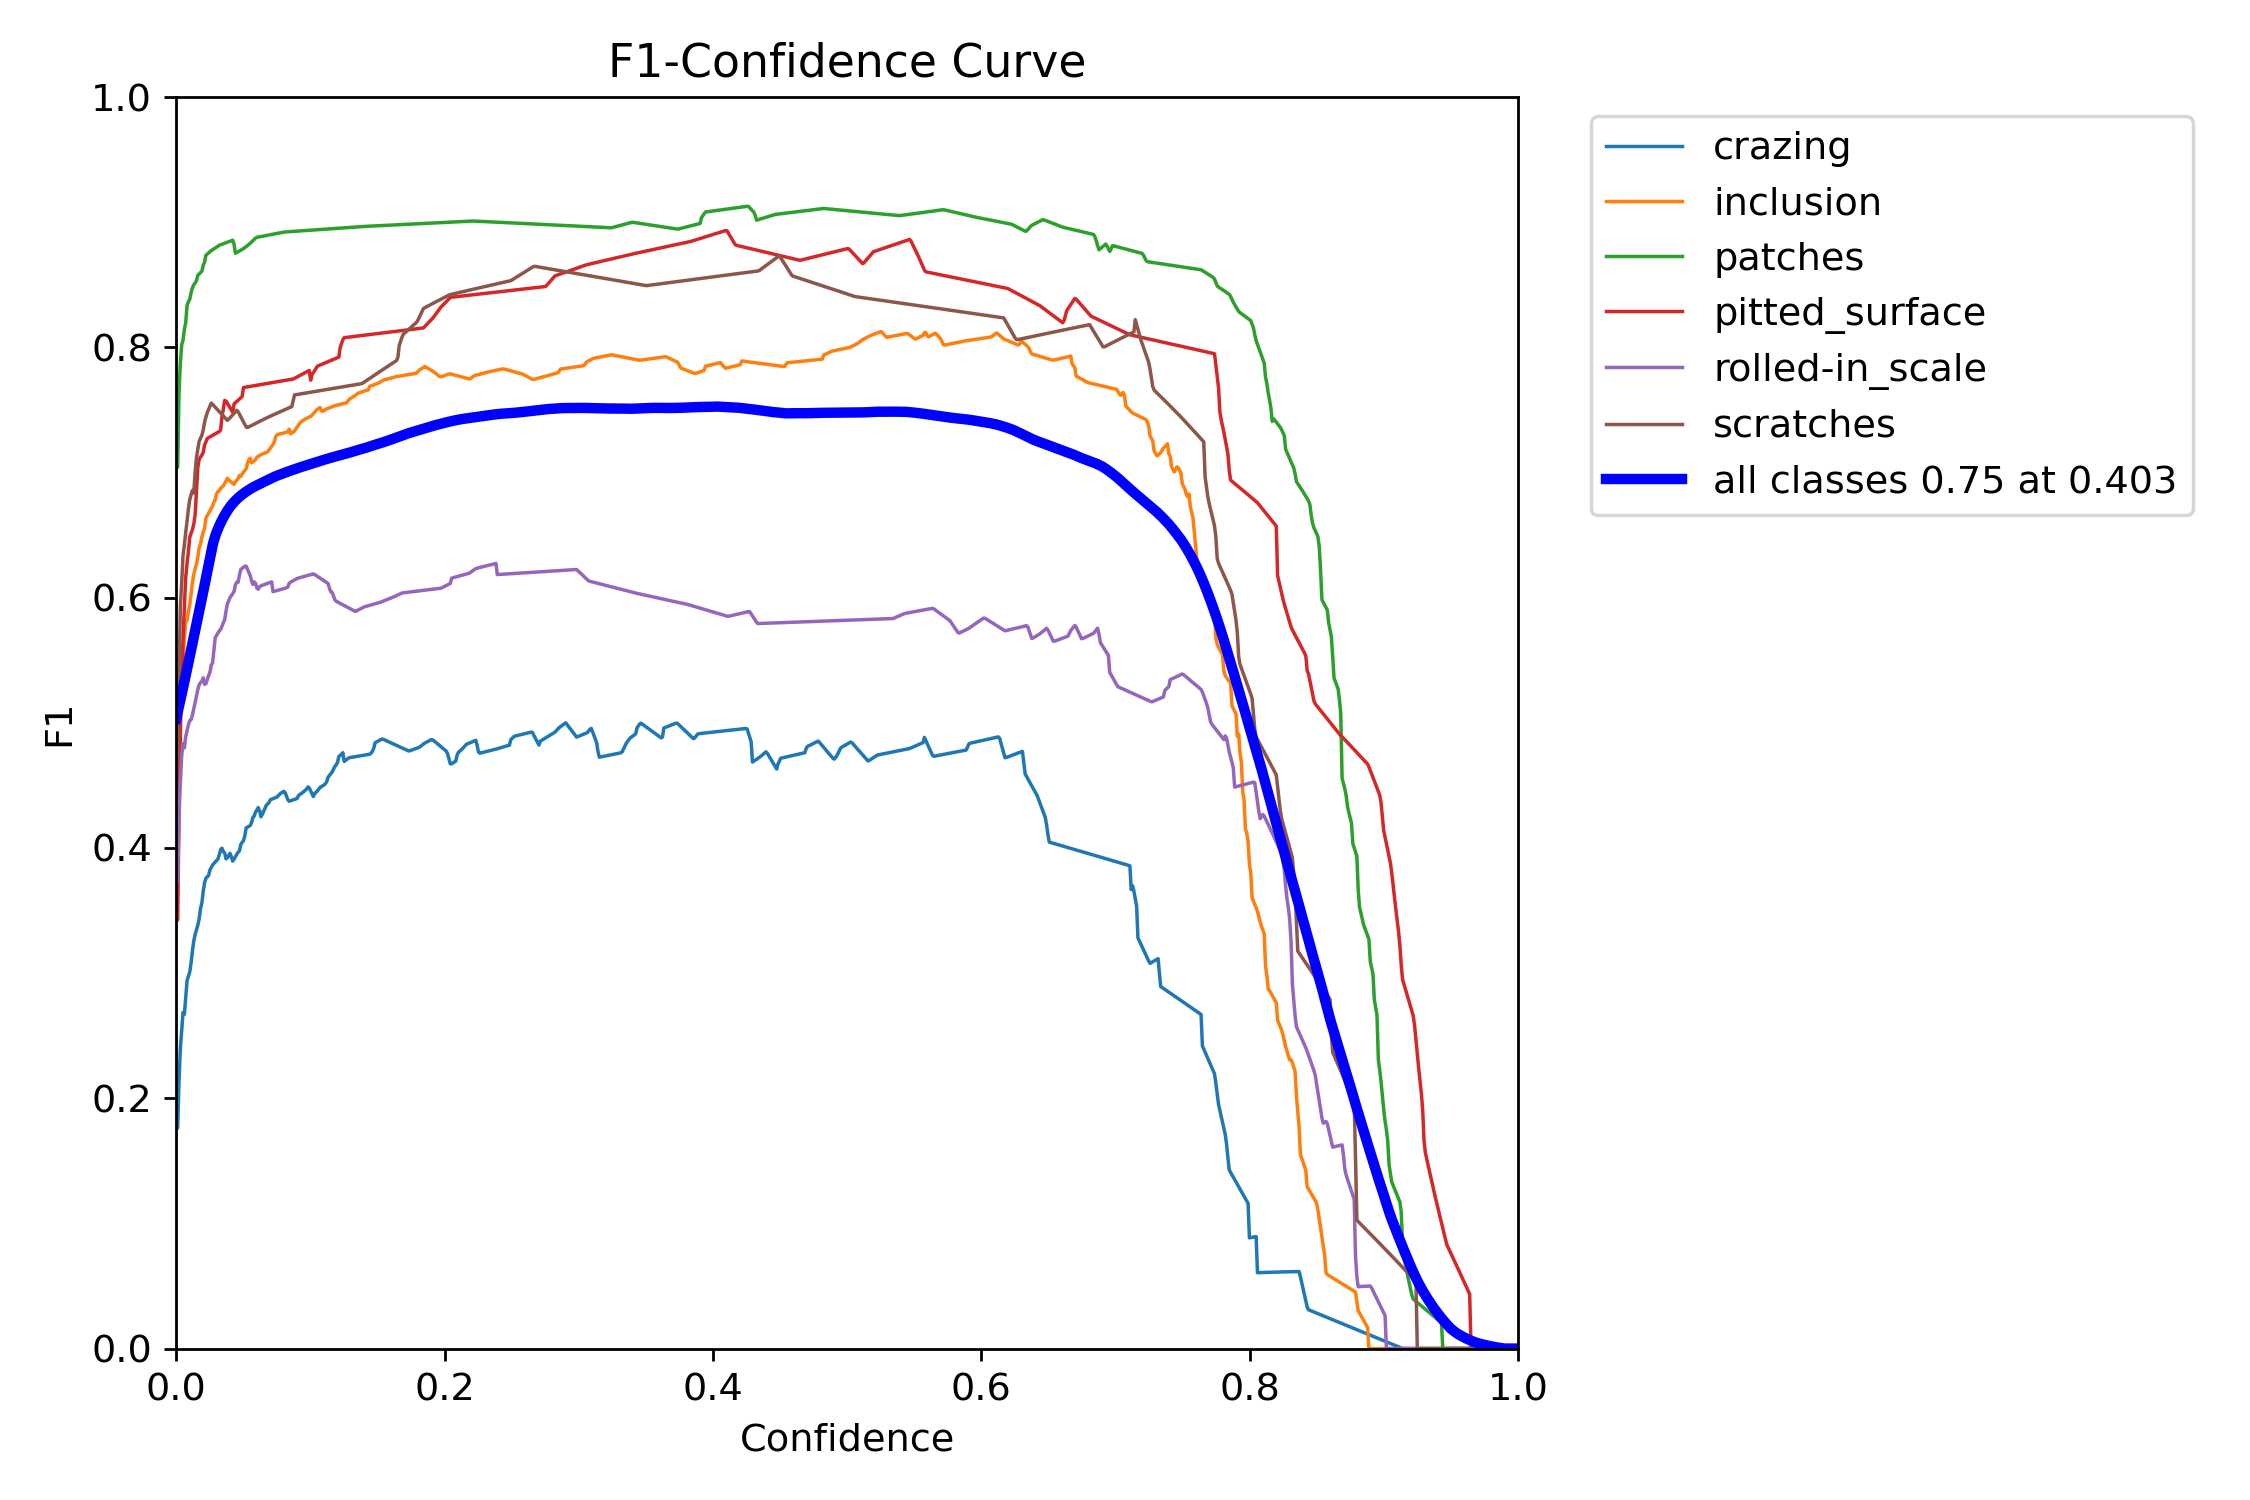 F1-Confidence Curve
1.0
0.8
0.6
0.4
0.2
0.0
F1
0.0 0.2 0.4 0.6 0.8 1.0
Confidence
crazing
inclusion
patches
pitted_surface
rolled-in_scale
scratches
all classes 0.75 at 0.403